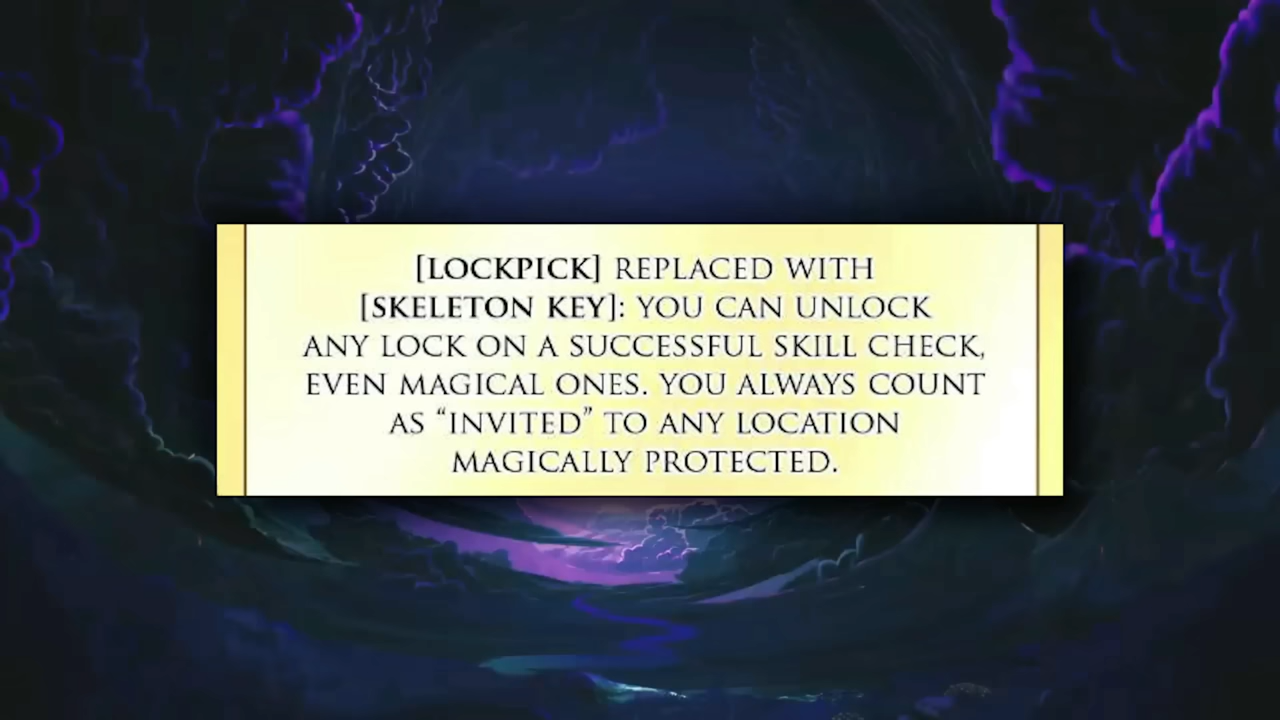 [LOCKPICK] REPLACED WITH
[SKELETON KEY]: YOU CAN UNLOCK
ANY LOCK ON A SUCCESSFUL SKILL CHECK,
EVEN MAGICAL ONES. YOU ALWAYS COUNT
AS “INVITED” TO ANY LOCATION
MAGICALLY PROTECTED.